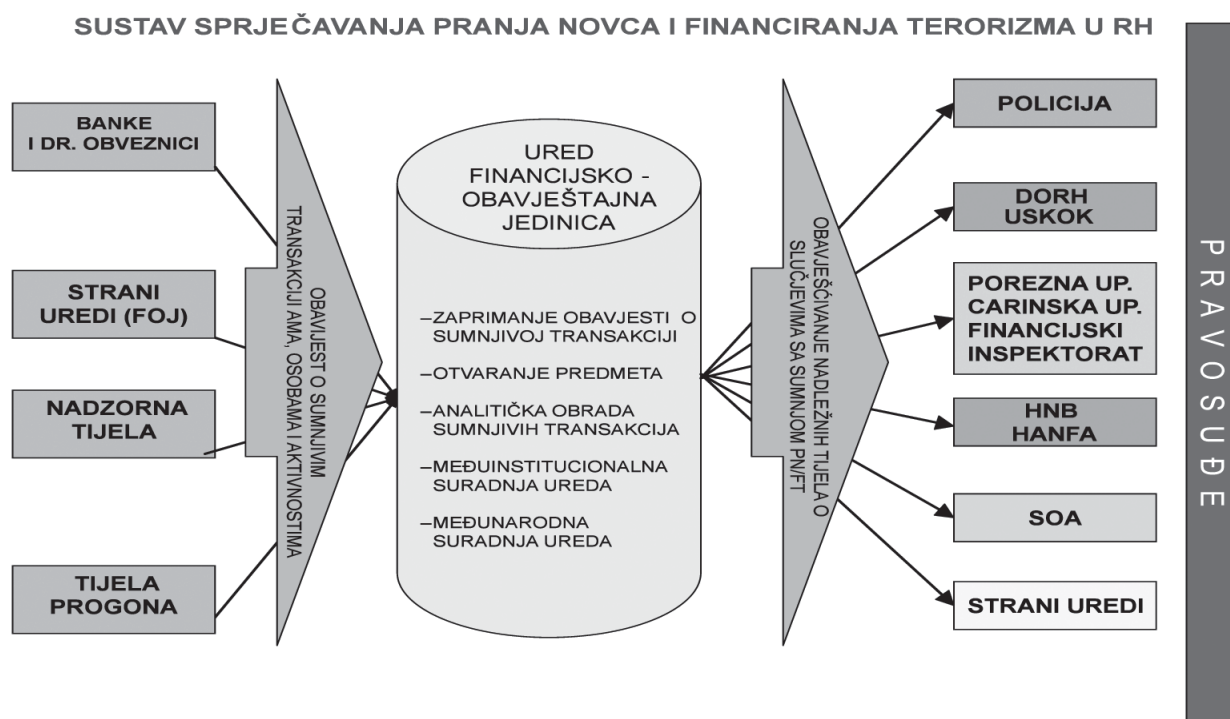 SUSTAV SPRJEČAVANJA PRANJA NOVCA I FINANCIRANJA TERORIZMA U RH
BANKE
I DR. OBVEZNICI
STRANI
UREDI (FOJ)
NADZORNA
TIJELA
TIJELA
PROGONA
OBAVIJEST O SUMNJIVIM
TRANSAKCIJI AMA, OSOBAMA I AKTIVNOSTIMA
URED
FINANCIJSKO -
OBAVJEŠTAJNA
JEDINICA
–ZAPRIMANJE OBAVJESTI O
SUMNJIVOJ TRANSAKCIJI
–OTVARANJE PREDMETA
–ANALITIČKA OBRADA
SUMNJIVIH TRANSAKCIJA
–MEĐUINSTITUCIONALNA
SURADNJA UREDA
–MEĐUNARODNA
SURADNJA UREDA
OBAVJEŠĆIVANJE NADLEŽNIH TIJELA O
SLUČJEVIMA SA SUMNJOM PN/FT
POLICIJA
DORH
USKOK
POREZNA UP.
CARINSKA UP.
FINANCIJSKI
INSPEKTORAT
HNB
HANFA
SOA
STRANI UREDI
PRAVOSUĐE